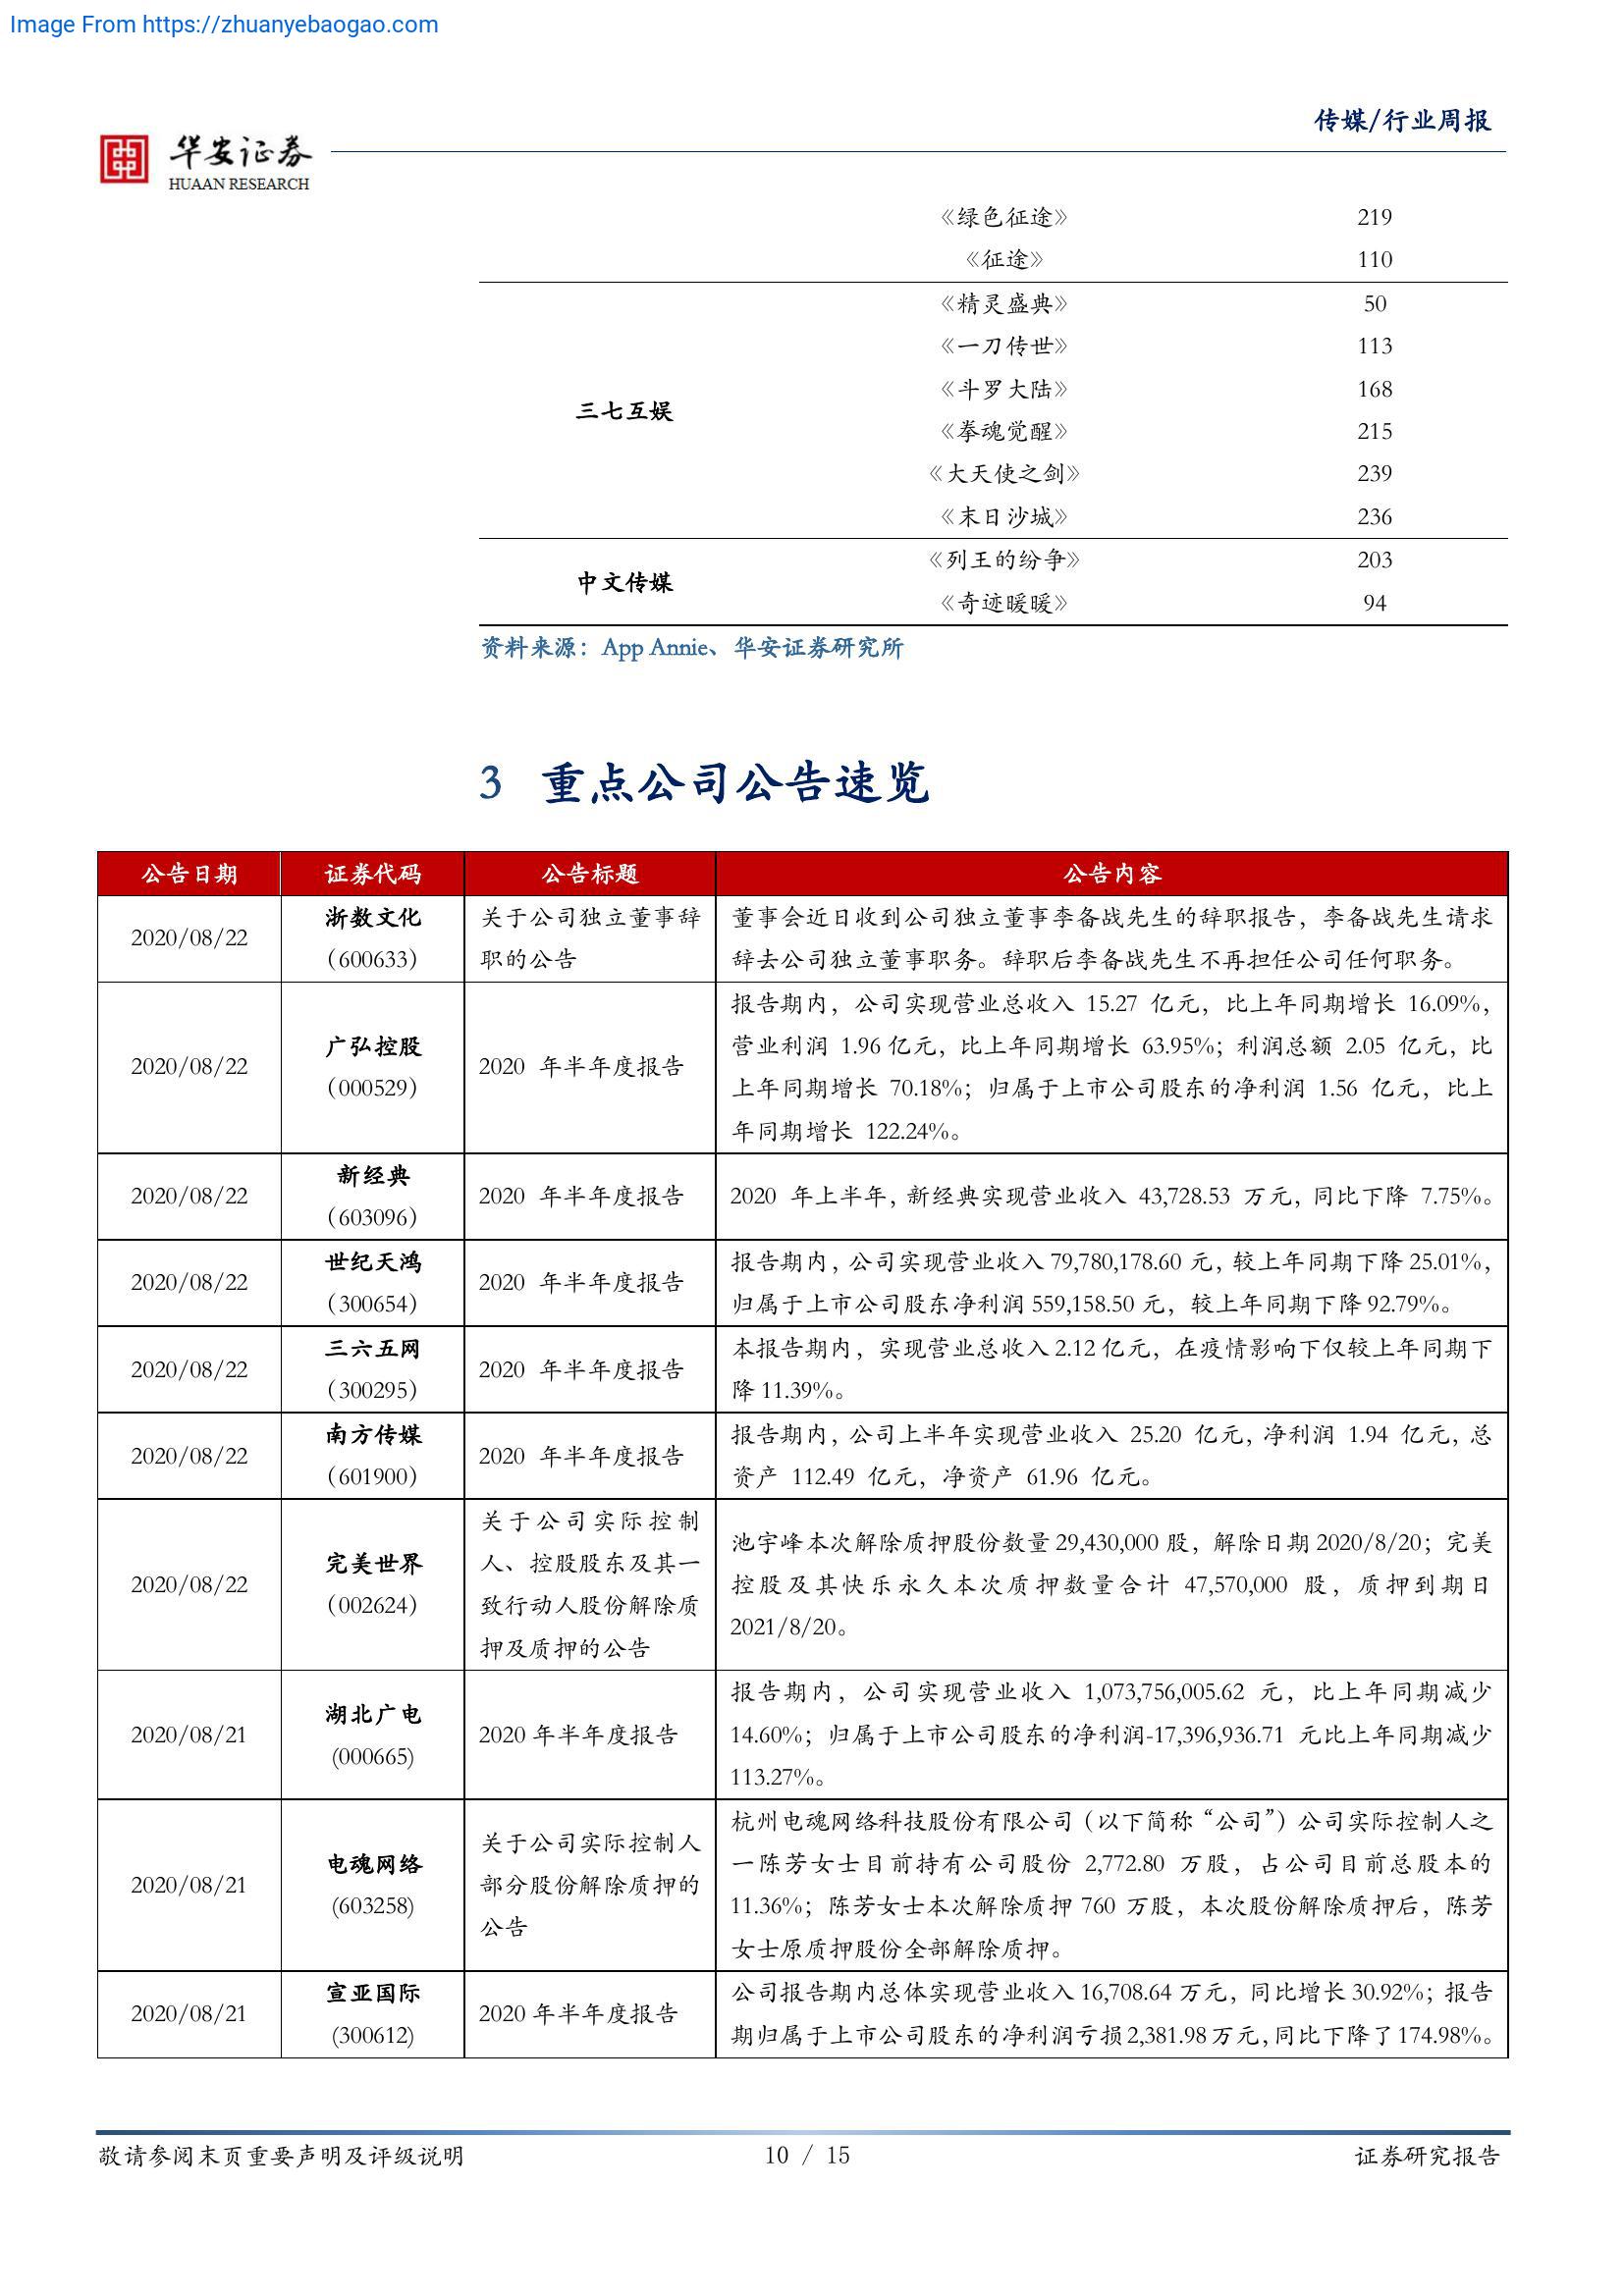 Image From https://zhuanyebaogao.com
传媒/行业周报
华安证券
HUAAN RESEARCH
《绿色征途》 219
《征途》 110
《精灵盛典》 50
《一刀传世》 113
《斗罗大陆》 168
三七互娱
《拳魂觉醒》 215
《大天使之剑》 239
《末日沙城》 236
《列王的纷争》 203
中文传媒
《奇迹暖暖》 94
资料来源：App Annie、华安证券研究所
3 重点公司公告速览
公告日期 证券代码 公告标题 公告内容
2020/08/22
浙数文化
（600633）
关于公司独立董事辞
职的公告
董事会近日收到公司独立董事李备战先生的辞职报告，李备战先生请求
辞去公司独立董事职务。辞职后李备战先生不再担任公司任何职务。
2020/08/22
广弘控股
（000529）
2020 年半年度报告
报告期内，公司实现营业总收入 15.27 亿元，比上年同期增长 16.09%，
营业利润 1.96亿元，比上年同期增长 63.95%；利润总额 2.05 亿元，比
上年同期增长 70.18%；归属于上市公司股东的净利润 1.56 亿元，比上
年同期增长 122.24%。
2020/08/22
新经典
（603096）
2020 年半年度报告
2020 年上半年，新经典实现营业收入 43,728.53 万元，同比下降 7.75%。
2020/08/22
世纪天鸿
（300654）
2020 年半年度报告
报告期内，公司实现营业收入79,780,178.60 元，较上年同期下降25.01%，
归属于上市公司股东净利润 559,158.50 元，较上年同期下降92.79%。
2020/08/22
三六五网
（300295）
2020 年半年度报告
本报告期内，实现营业总收入2.12亿元，在疫情影响下仅较上年同期下
降11.39%。
2020/08/22
南方传媒
（601900）
2020 年半年度报告
报告期内，公司上半年实现营业收入 25.20 亿元，净利润 1.94 亿元，总
资产 112.49 亿元，净资产 61.96 亿元。
2020/08/22
完美世界
（002624）
关于公司实际控制
人、控股股东及其一
致行动人股份解除质
押及质押的公告
池宇峰本次解除质押股份数量29,430,000股，解除日期2020/8/20；完美
控股及其快乐永久本次质押数量合计 47,570,000 股，质押到期日
2021/8/20。
2020/08/21
湖北广电
(000665)
2020年半年度报告
报告期内，公司实现营业收入 1,073,756,005.62 元，比上年同期减少
14.60%；归属于上市公司股东的净利润-17,396,936.71 元比上年同期减少
113.27%。
2020/08/21
电魂网络
(603258)
关于公司实际控制人
部分股份解除质押的
公告
杭州电魂网络科技股份有限公司（以下简称“公司”）公司实际控制人之
一陈芳女士目前持有公司股份 2,772.80 万股，占公司目前总股本的
11.36%；陈芳女士本次解除质押 760 万股，本次股份解除质押后，陈芳
女士原质押股份全部解除质押。
2020/08/21
宣亚国际
(300612)
2020年半年度报告
公司报告期内总体实现营业收入16,708.64万元，同比增长30.92%；报告
期归属于上市公司股东的净利润亏损2,381.98万元，同比下降了174.98%。
敬请参阅末页重要声明及评级说明 10 / 15 证券研究报告